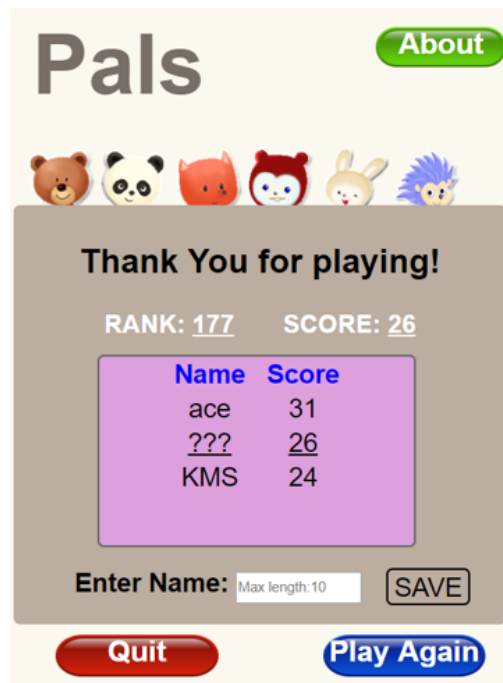 Pals
About
Thank You for playing!
RANK: 177 SCORE: 26
Name Score
ace 31
??? 26
KMS 24
Enter Name: Max length:10 SAVE
Quit Play Again